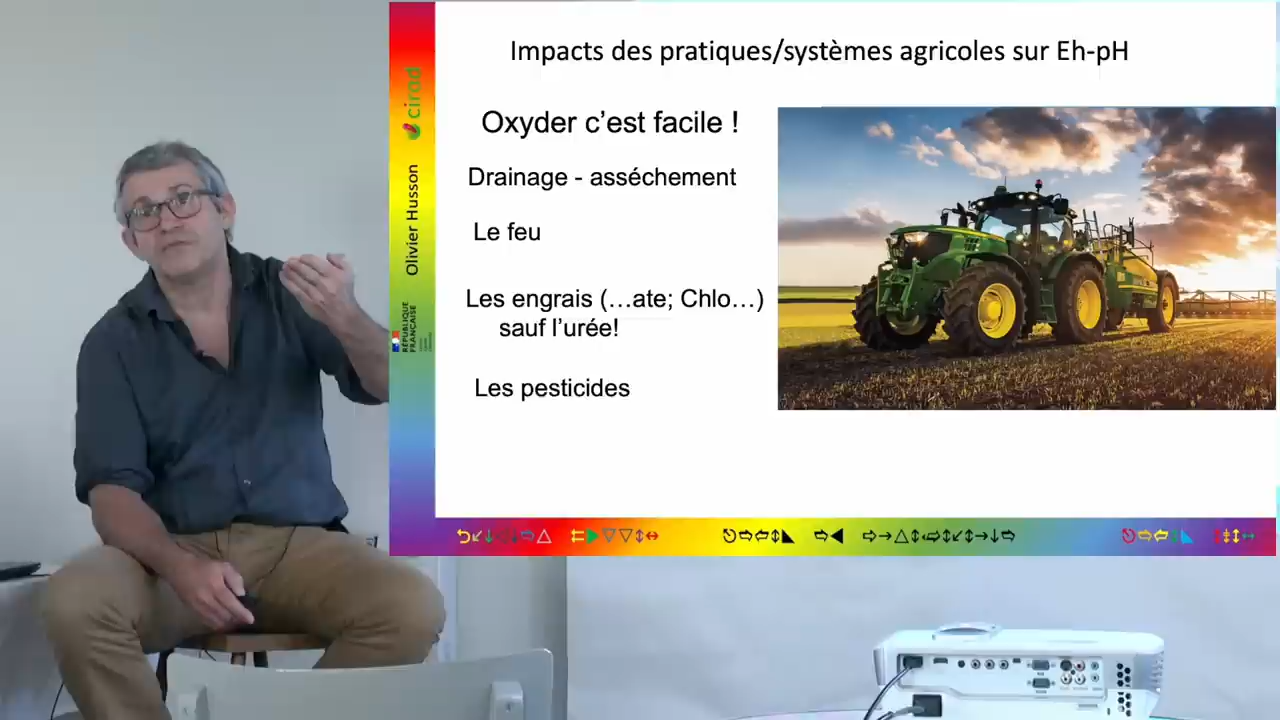 Impacts des pratiques/systèmes agricoles sur Eh-pH
Oxyder c’est facile !
Drainage - asséchement
Le feu
Les engrais (…ate; Chlo…)
sauf l’urée!
Les pesticides
cirad
Olivier Husson
RÉPUBLIQUE
FRANÇAISE